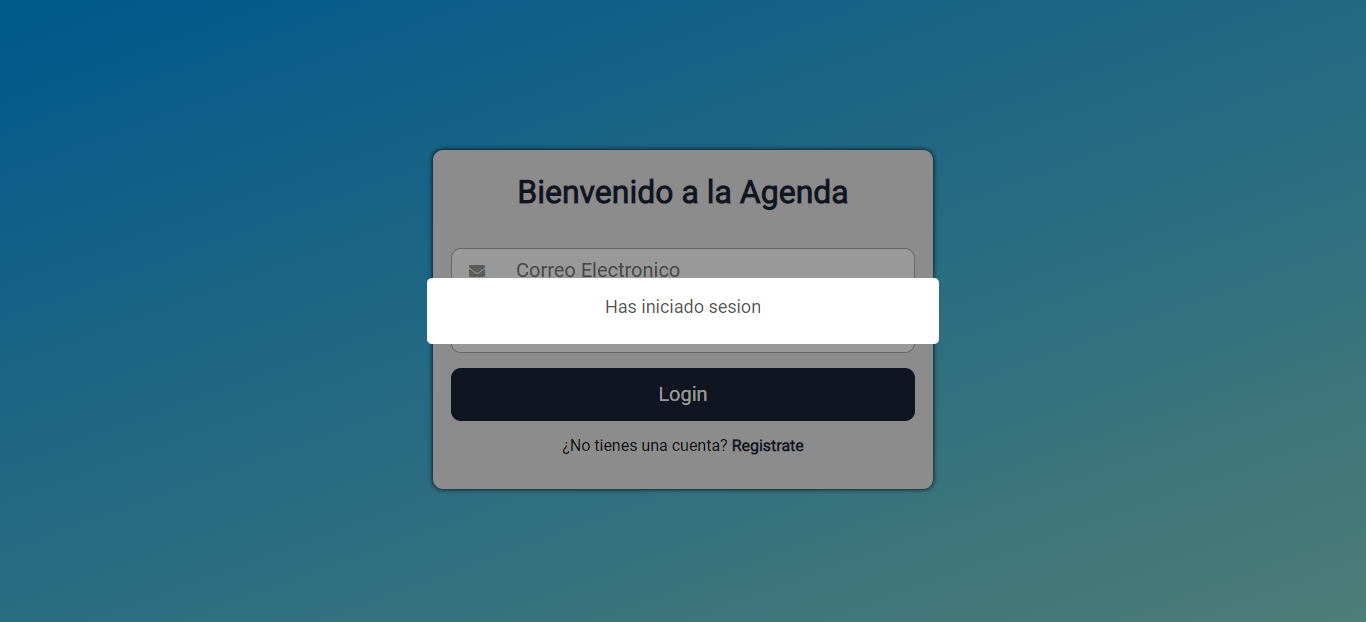 Bienvenido a la Agenda
Correo Electronico
Has iniciado sesion
Login
¿No tienes una cuenta? Registrate